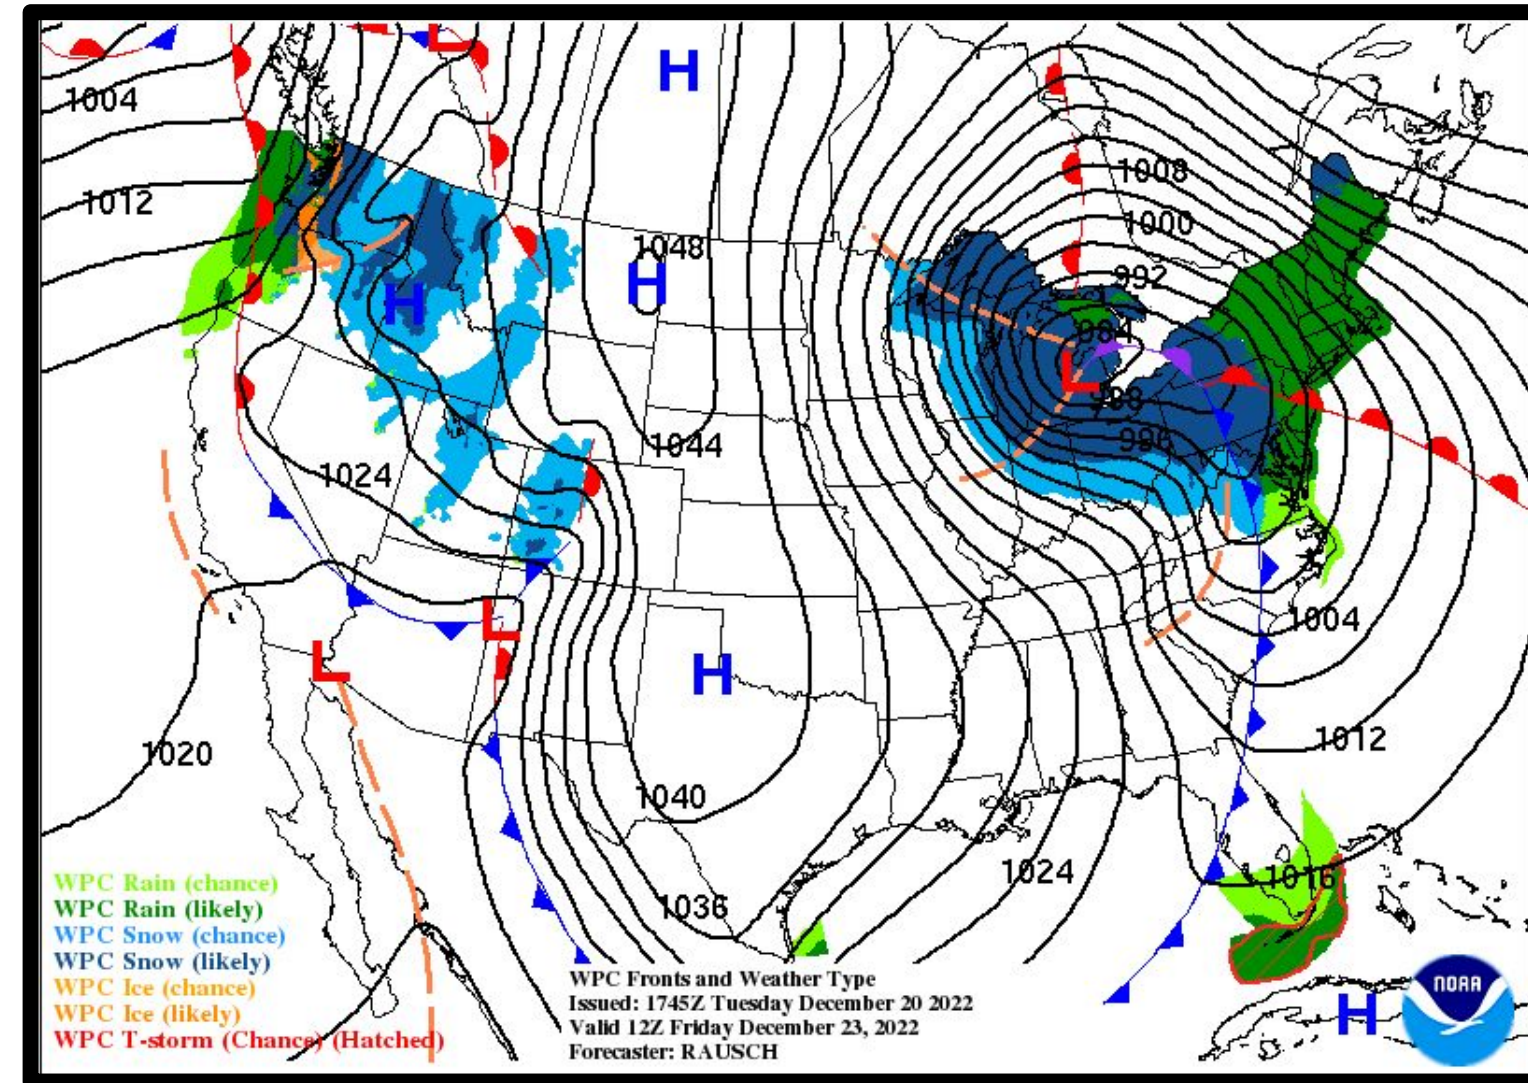 L
H
1004
1008
1012
1000
1048
H
992
H
984
L
988
996
1044
1024
L
1004
L
H
1012
1020
1040
1024
1016
1036
WPC Rain (chance)
WPC Rain (likely)
WPC Snow (chance)
WPC Snow (likely)
WPC Ice (chance)
WPC Ice (likely)
WPC T-storm (Chance) (Hatched)
WPC Fronts and Weather Type
Issued: 1745Z Tuesday December 20 2022
Valid 12Z Friday December 23, 2022
Forecaster: RAUSCH
H
NOAA